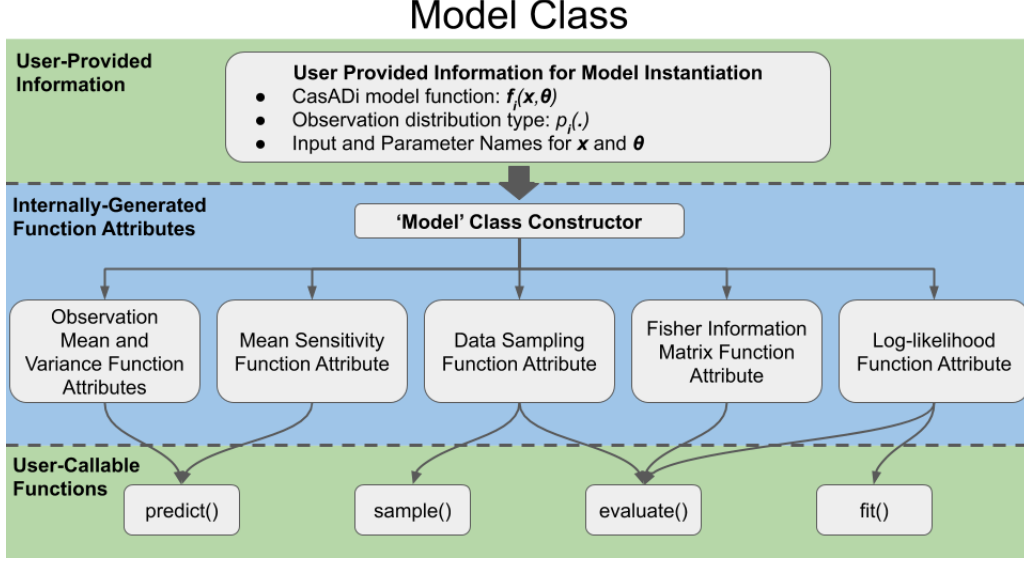 Model Class
User-Provided
Information
User Provided Information for Model Instantiation
● CasADi model function: fi(x,θ)
● Observation distribution type: pi(.)
● Input and Parameter Names for x and θ
Internally-Generated
Function Attributes
‘Model’ Class Constructor
Observation
Mean and
Variance Function
Attributes
Mean Sensitivity
Function Attribute
Data Sampling
Function Attribute
Fisher Information
Matrix Function
Attribute
Log-likelihood
Function Attribute
User-Callable
Functions
predict()
sample()
evaluate()
fit()